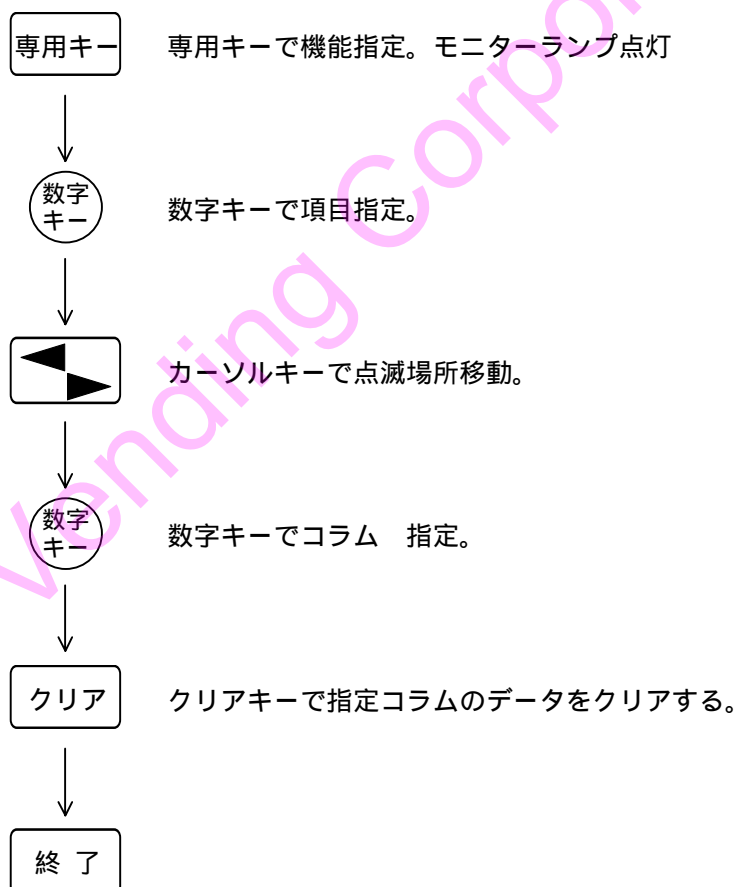 専用キー 専用キーで機能指定。モニターランプ点灯
数字
キー
数字キーで項目指定。
カーソルキーで点滅場所移動。
数字
キー
数字キーでコラム　指定。
クリア クリアキーで指定コラムのデータをクリアする。
終 了
Vending Corpor